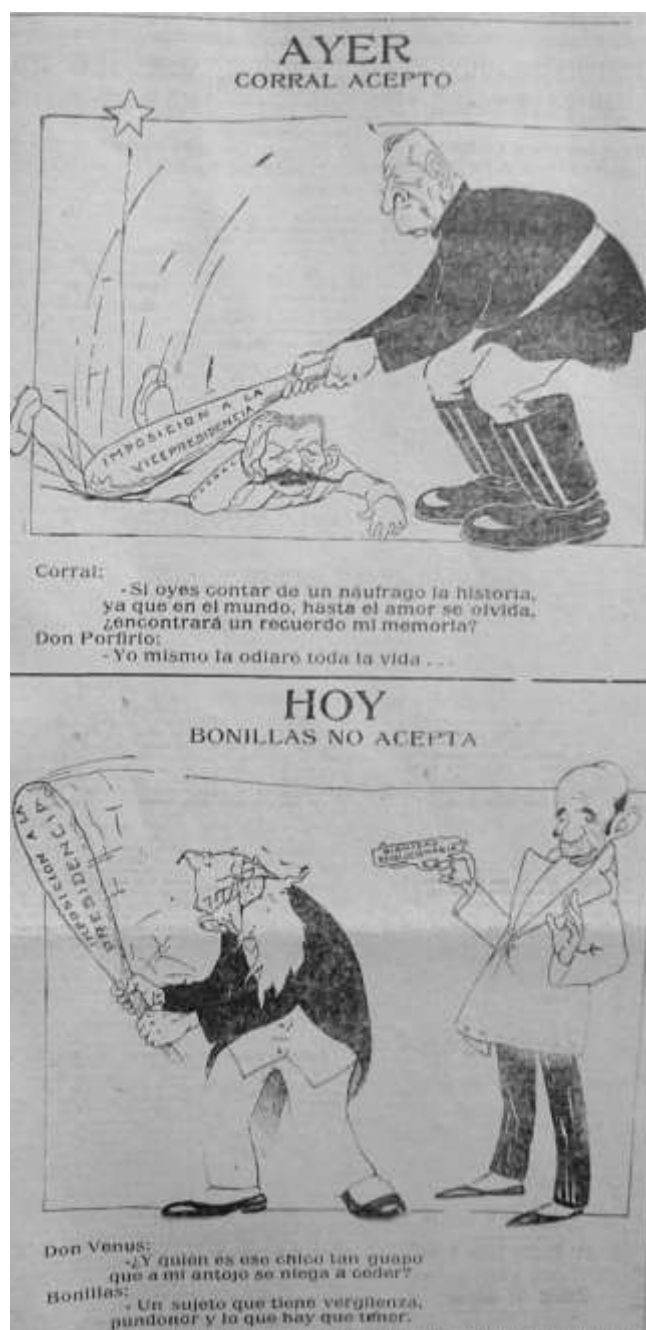 AYER
CORRAL ACEPTO
IMPOSICION A LA
VICEPRESIDENCIA
CORRAL
Corral:
-Si oyes contar de un náufrago la historia,
ya que en el mundo, hasta el amor se olvida,
¿encontrará un recuerdo mi memoria?
Don Porfirio:
-Yo mismo la odiaré toda la vida . . .
HOY
BONILLAS NO ACEPTA
IMPOSICION A LA
PRESIDENCIA
DIGNIDAD
REVOLUCIONARIA
Don Venus:
-¿Y quién es ese chico tan guapo
que a mi antojo se niega a ceder?
Bonillas:
- Un sujeto que tiene vergüenza,
pundonor y lo que hay que tener.